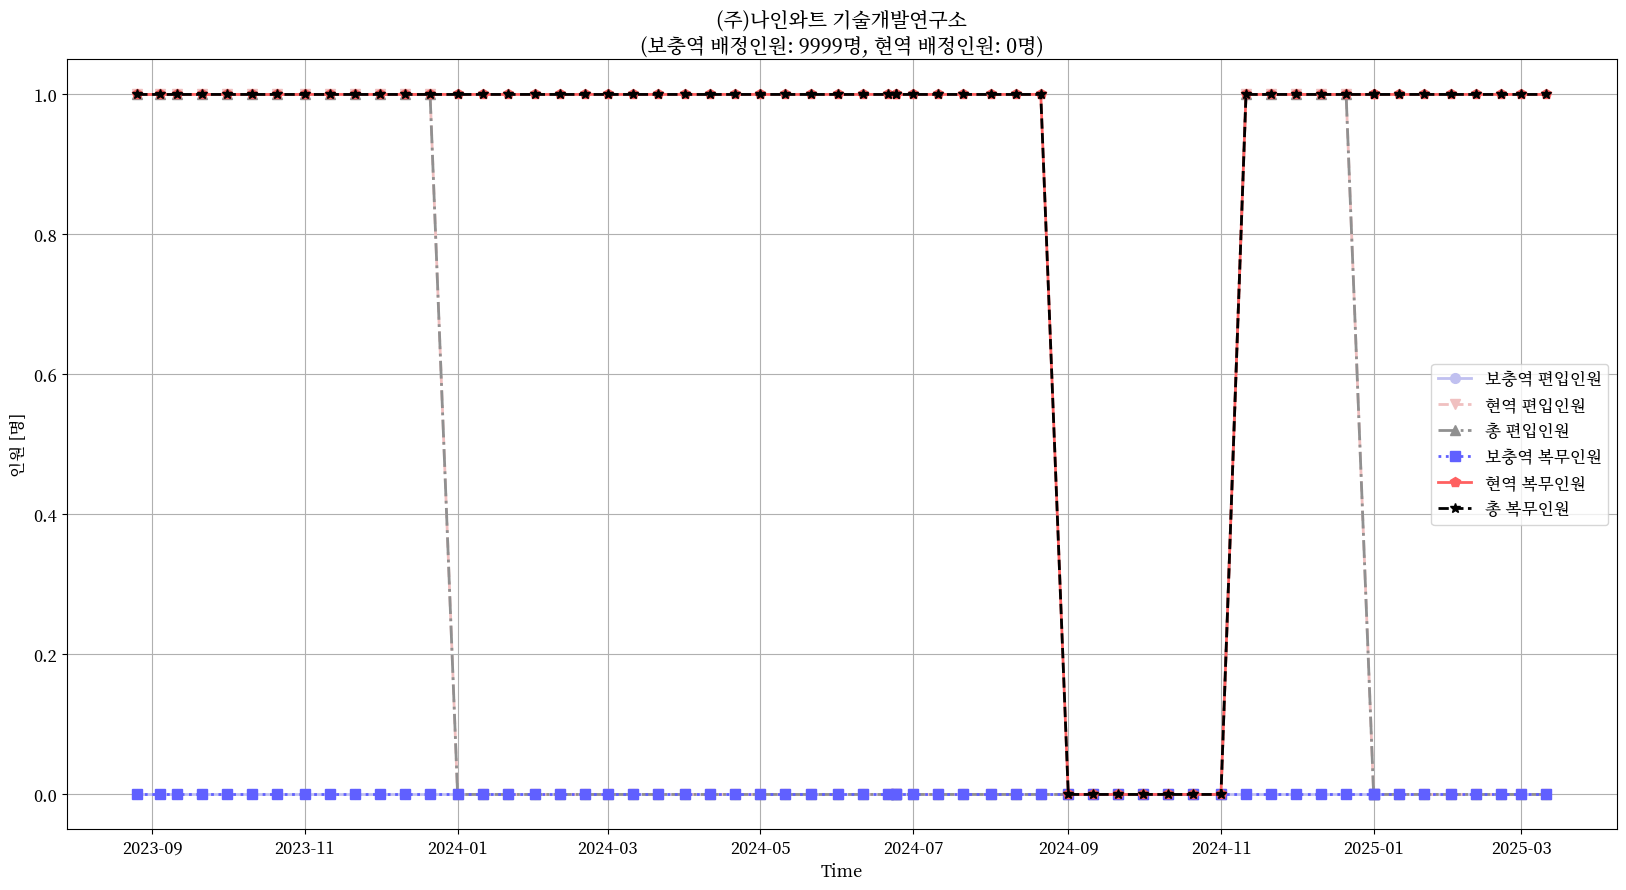 (주)나인와트 기술개발연구소
(보충역 배정인원: 9999명, 현역 배정인원: 0명)
인원 [명]
1.0
0.8
0.6
0.4
0.2
0.0
보충역 편입인원
현역 편입인원
총 편입인원
보충역 복무인원
현역 복무인원
총 복무인원
2023-09 2023-11 2024-01 2024-03 2024-05 2024-07 2024-09 2024-11 2025-01 2025-03
Time